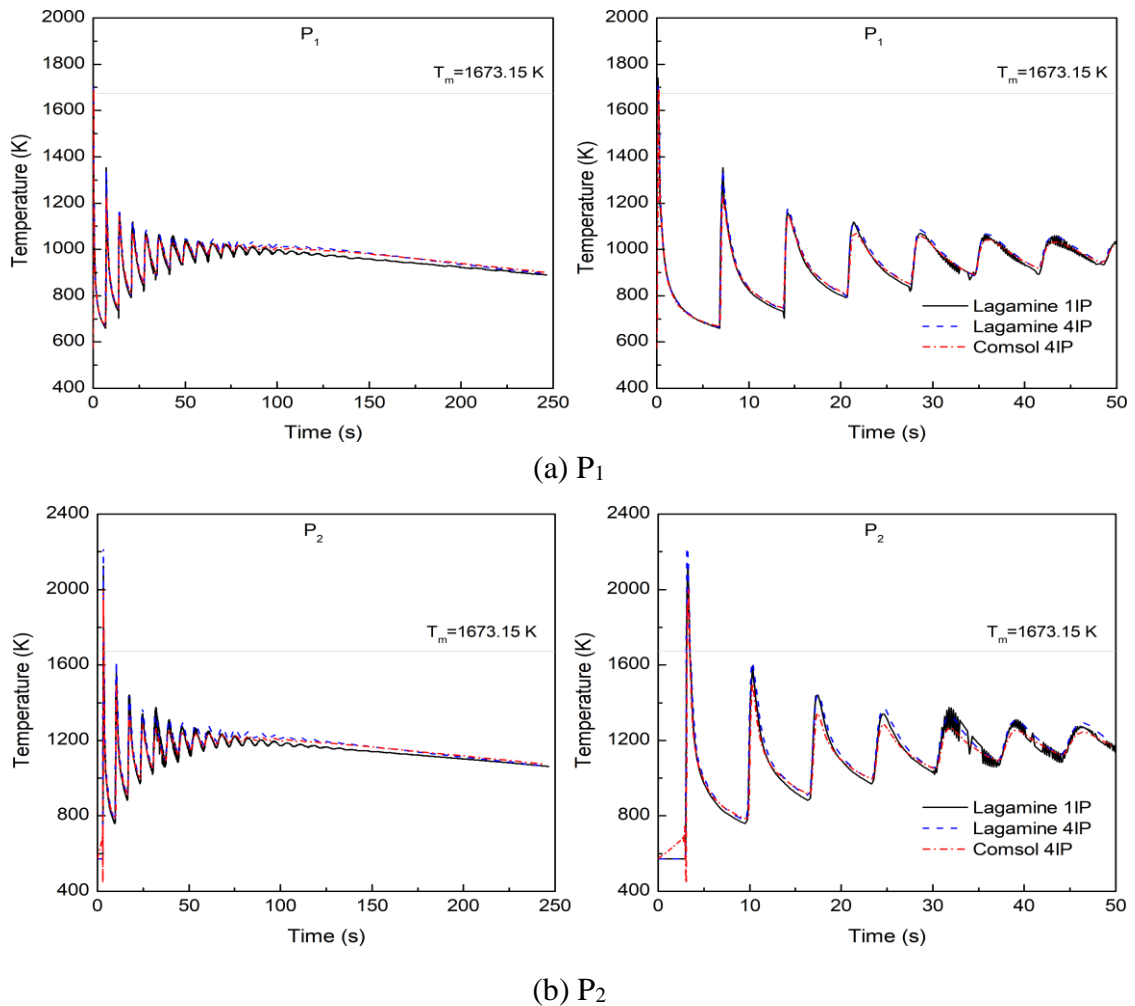 2000
1800
1600
1400
1200
1000
800
600
400
Temperature (K)
P₁
Tₘ=1673.15 K
0 50 100 150 200 250
Time (s)
2000
1800
1600
1400
1200
1000
800
600
400
Temperature (K)
P₁
Tₘ=1673.15 K
Lagamine 1IP
Lagamine 4IP
Comsol 4IP
0 10 20 30 40 50
Time (s)
(a) P₁
2400
2000
1600
1200
800
400
Temperature (K)
P₂
Tₘ=1673.15 K
0 50 100 150 200 250
Time (s)
2400
2000
1600
1200
800
400
Temperature (K)
P₂
Tₘ=1673.15 K
Lagamine 1IP
Lagamine 4IP
Comsol 4IP
0 10 20 30 40 50
Time (s)
(b) P₂